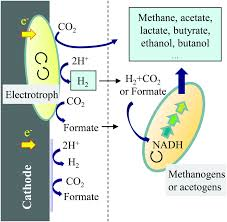 e-
CO2
2H+
H2
CO2
Formate
Electrotroph
e-
2H+
H2
CO2
Formate
Cathode
Methane, acetate,
lactate, butyrate,
ethanol, butanol
...
H2+CO2
or Formate
NADH
Methanogens
or acetogens